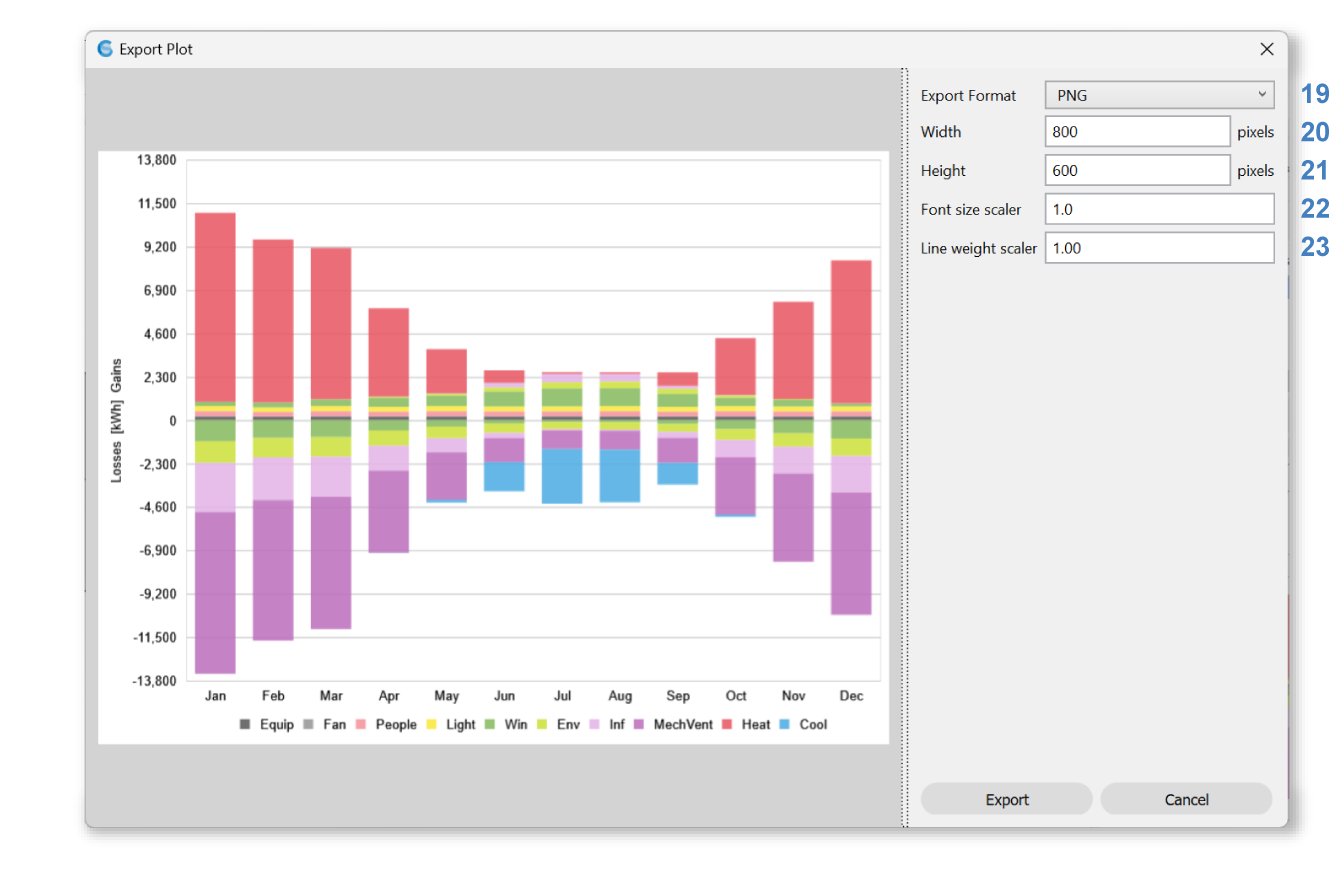 Export Plot
Export Format PNG 19
Width 800 pixels 20
Height 600 pixels 21
Font size scaler 1.0 22
Line weight scaler 1.00 23
13,800
11,500
9,200
6,900
4,600
2,300
0
-2,300
-4,600
-6,900
-9,200
-11,500
-13,800
Losses [kWh] Gains
Jan Feb Mar Apr May Jun Jul Aug Sep Oct Nov Dec
Equip Fan People Light Win Env Inf MechVent Heat Cool
Export Cancel